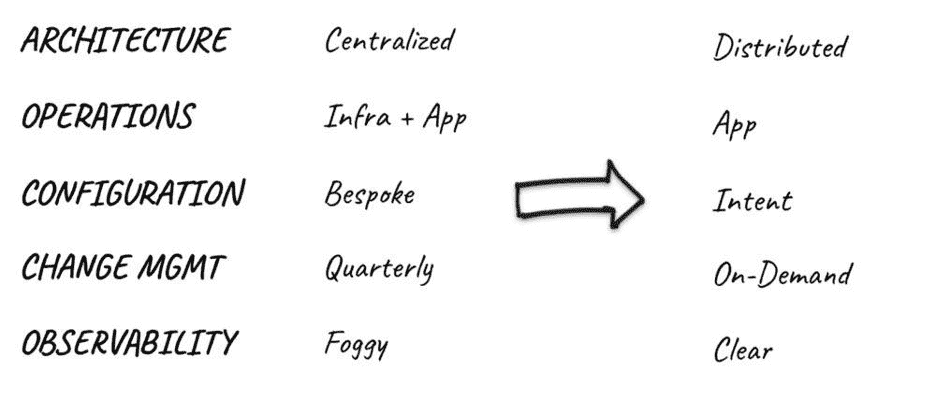 ARCHITECTURE Centralized Distributed
OPERATIONS Infra + App App
CONFIGURATION Bespoke Intent
CHANGE MGMT Quarterly On-Demand
OBSERVABILITY Foggy Clear